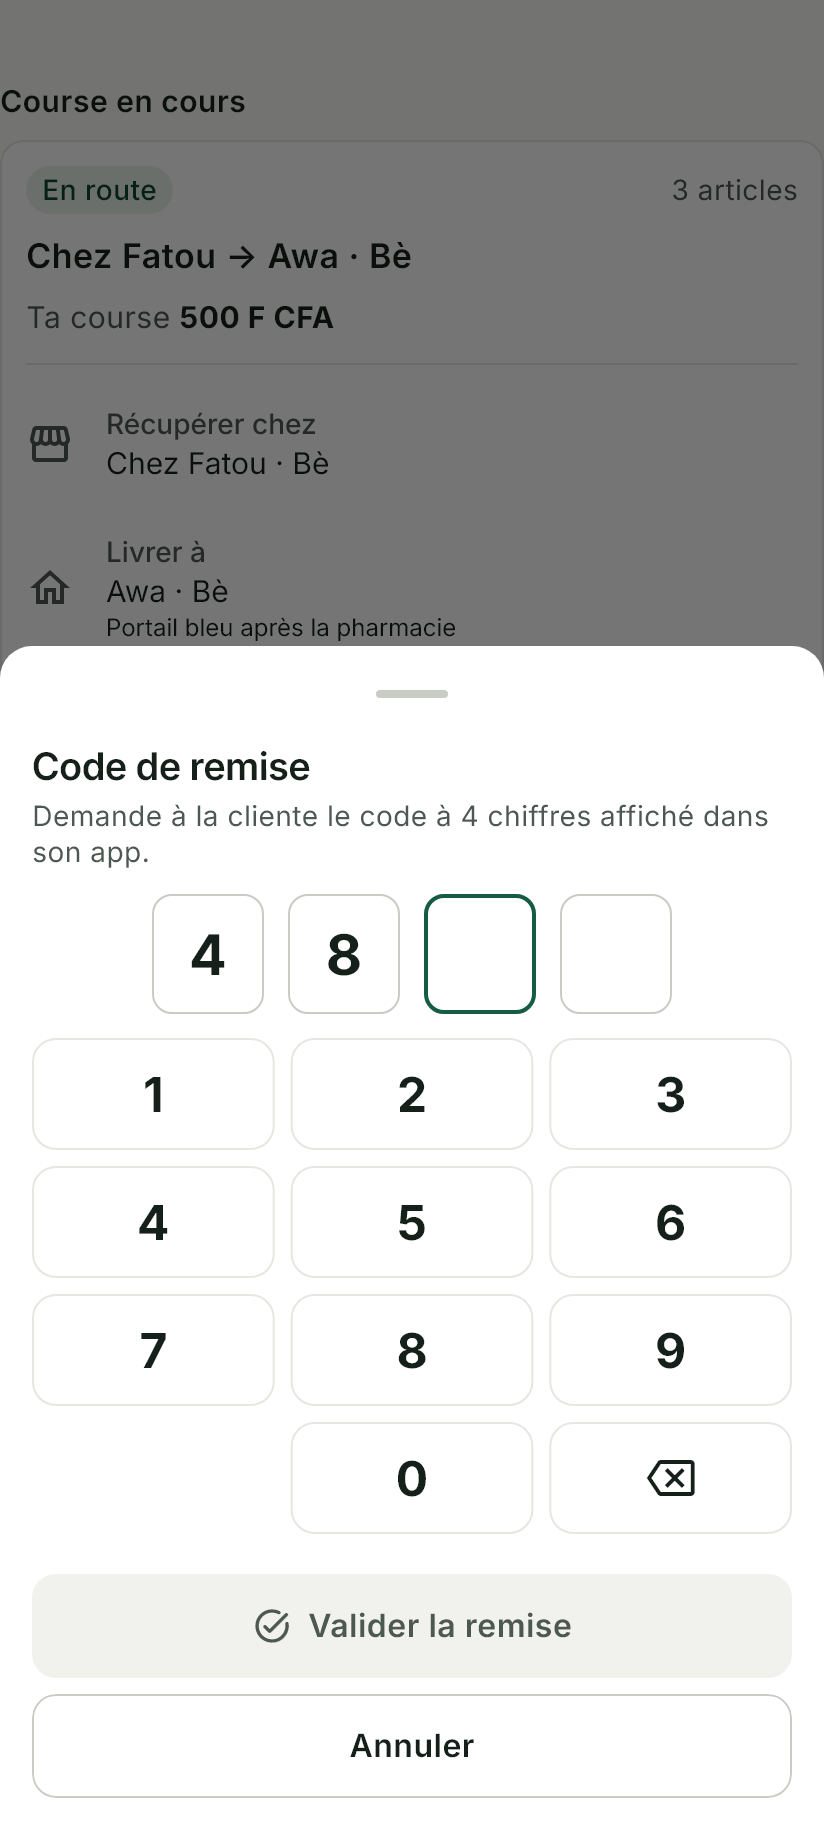 Course en cours
En route
3 articles
Chez Fatou → Awa · Bè
Ta course 500 F CFA
Récupérer chez
Chez Fatou · Bè
Livrer à
Awa · Bè
Portail bleu après la pharmacie
Code de remise
Demande à la cliente le code à 4 chiffres affiché dans
son app.
4 8
1 2 3
4 5 6
7 8 9
0
Valider la remise
Annuler